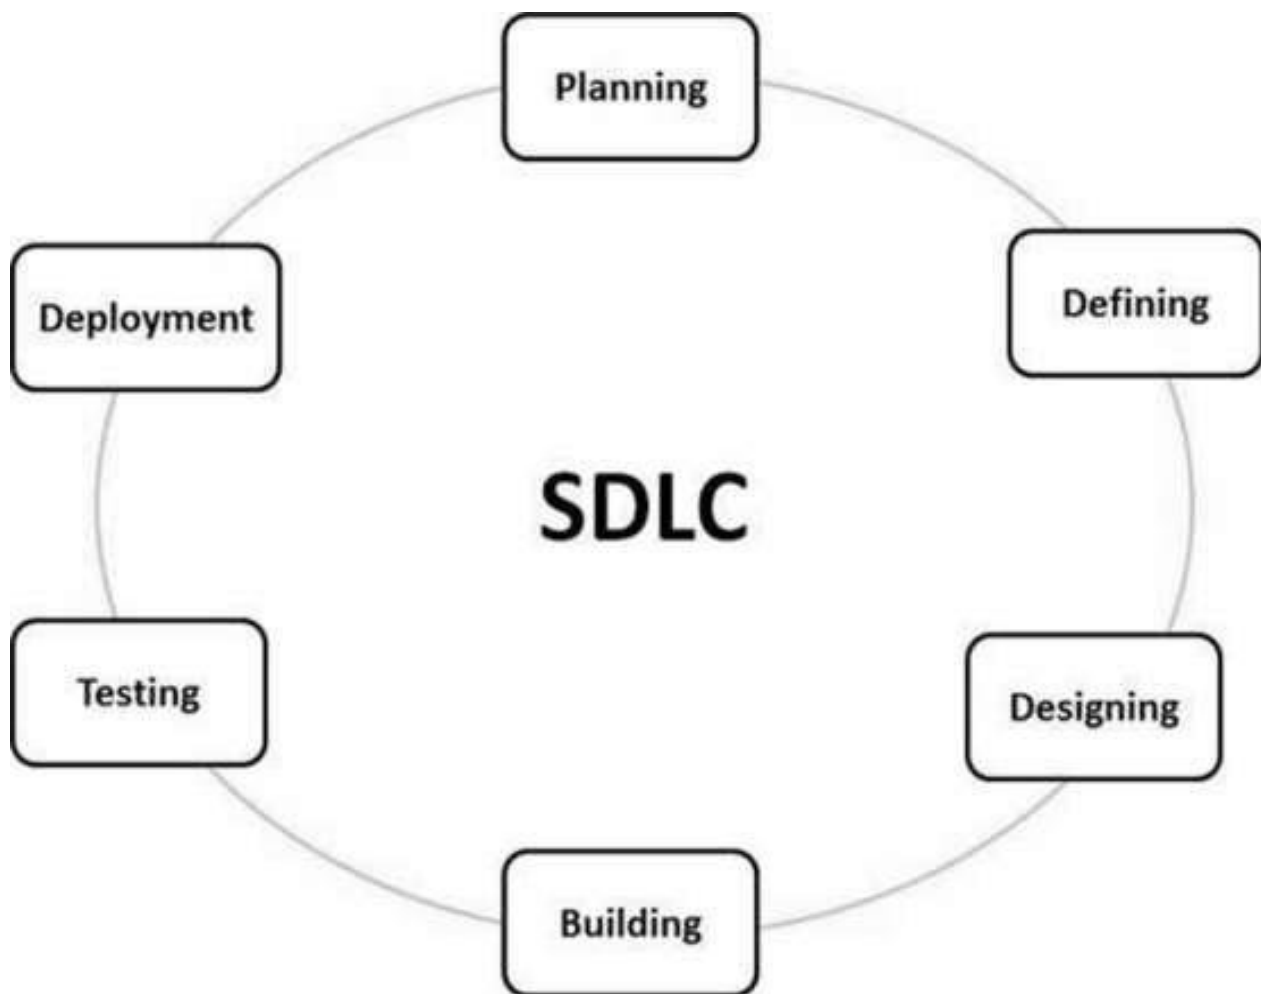 Planning
Defining
Deployment
SDLC
Designing
Testing
Building